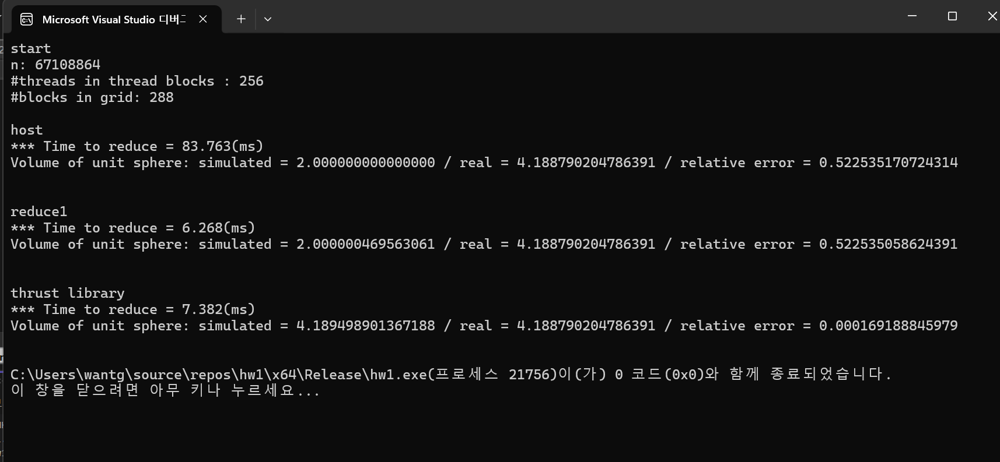 Microsoft Visual Studio 디버그
start
n: 67108864
#threads in thread blocks : 256
#blocks in grid: 288
host
*** Time to reduce = 83.763(ms)
Volume of unit sphere: simulated = 2.000000000000000 / real = 4.188790204786391 / relative error = 0.522535170724314
reduce1
*** Time to reduce = 6.268(ms)
Volume of unit sphere: simulated = 2.000000469563061 / real = 4.188790204786391 / relative error = 0.522535058624391
thrust library
*** Time to reduce = 7.382(ms)
Volume of unit sphere: simulated = 4.189498901367188 / real = 4.188790204786391 / relative error = 0.000169188845979
C:\Users\wantg\source\repos\hw1\x64\Release\hw1.exe(프로세스 21756)이(가) 0 코드(0x0)와 함께 종료되었습니다.
이 창을 닫으려면 아무 키나 누르세요...